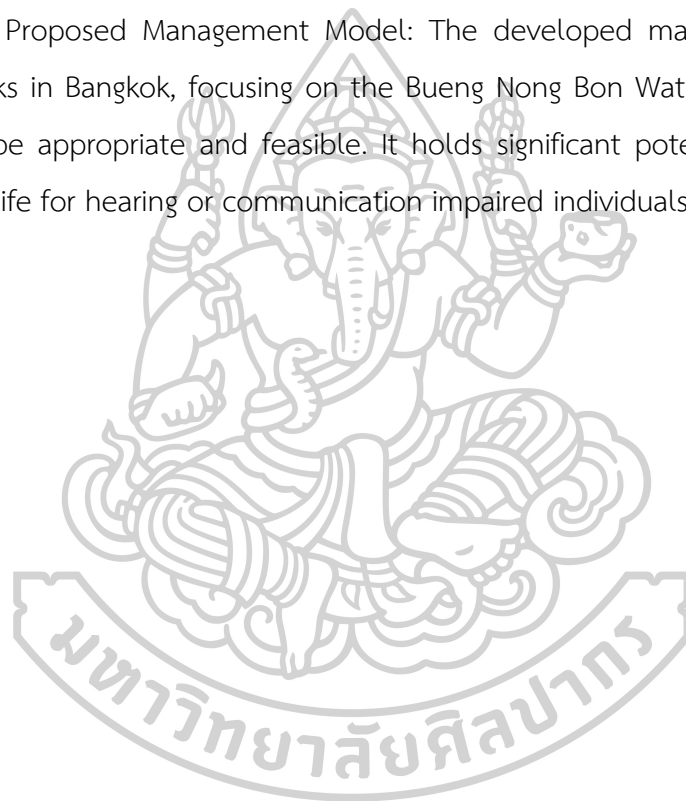 Proposed Management Model: The developed ma
ks in Bangkok, focusing on the Bueng Nong Bon Wat
be appropriate and feasible. It holds significant pote
ife for hearing or communication impaired individuals
มหาวิทยาลัยศิลปากร